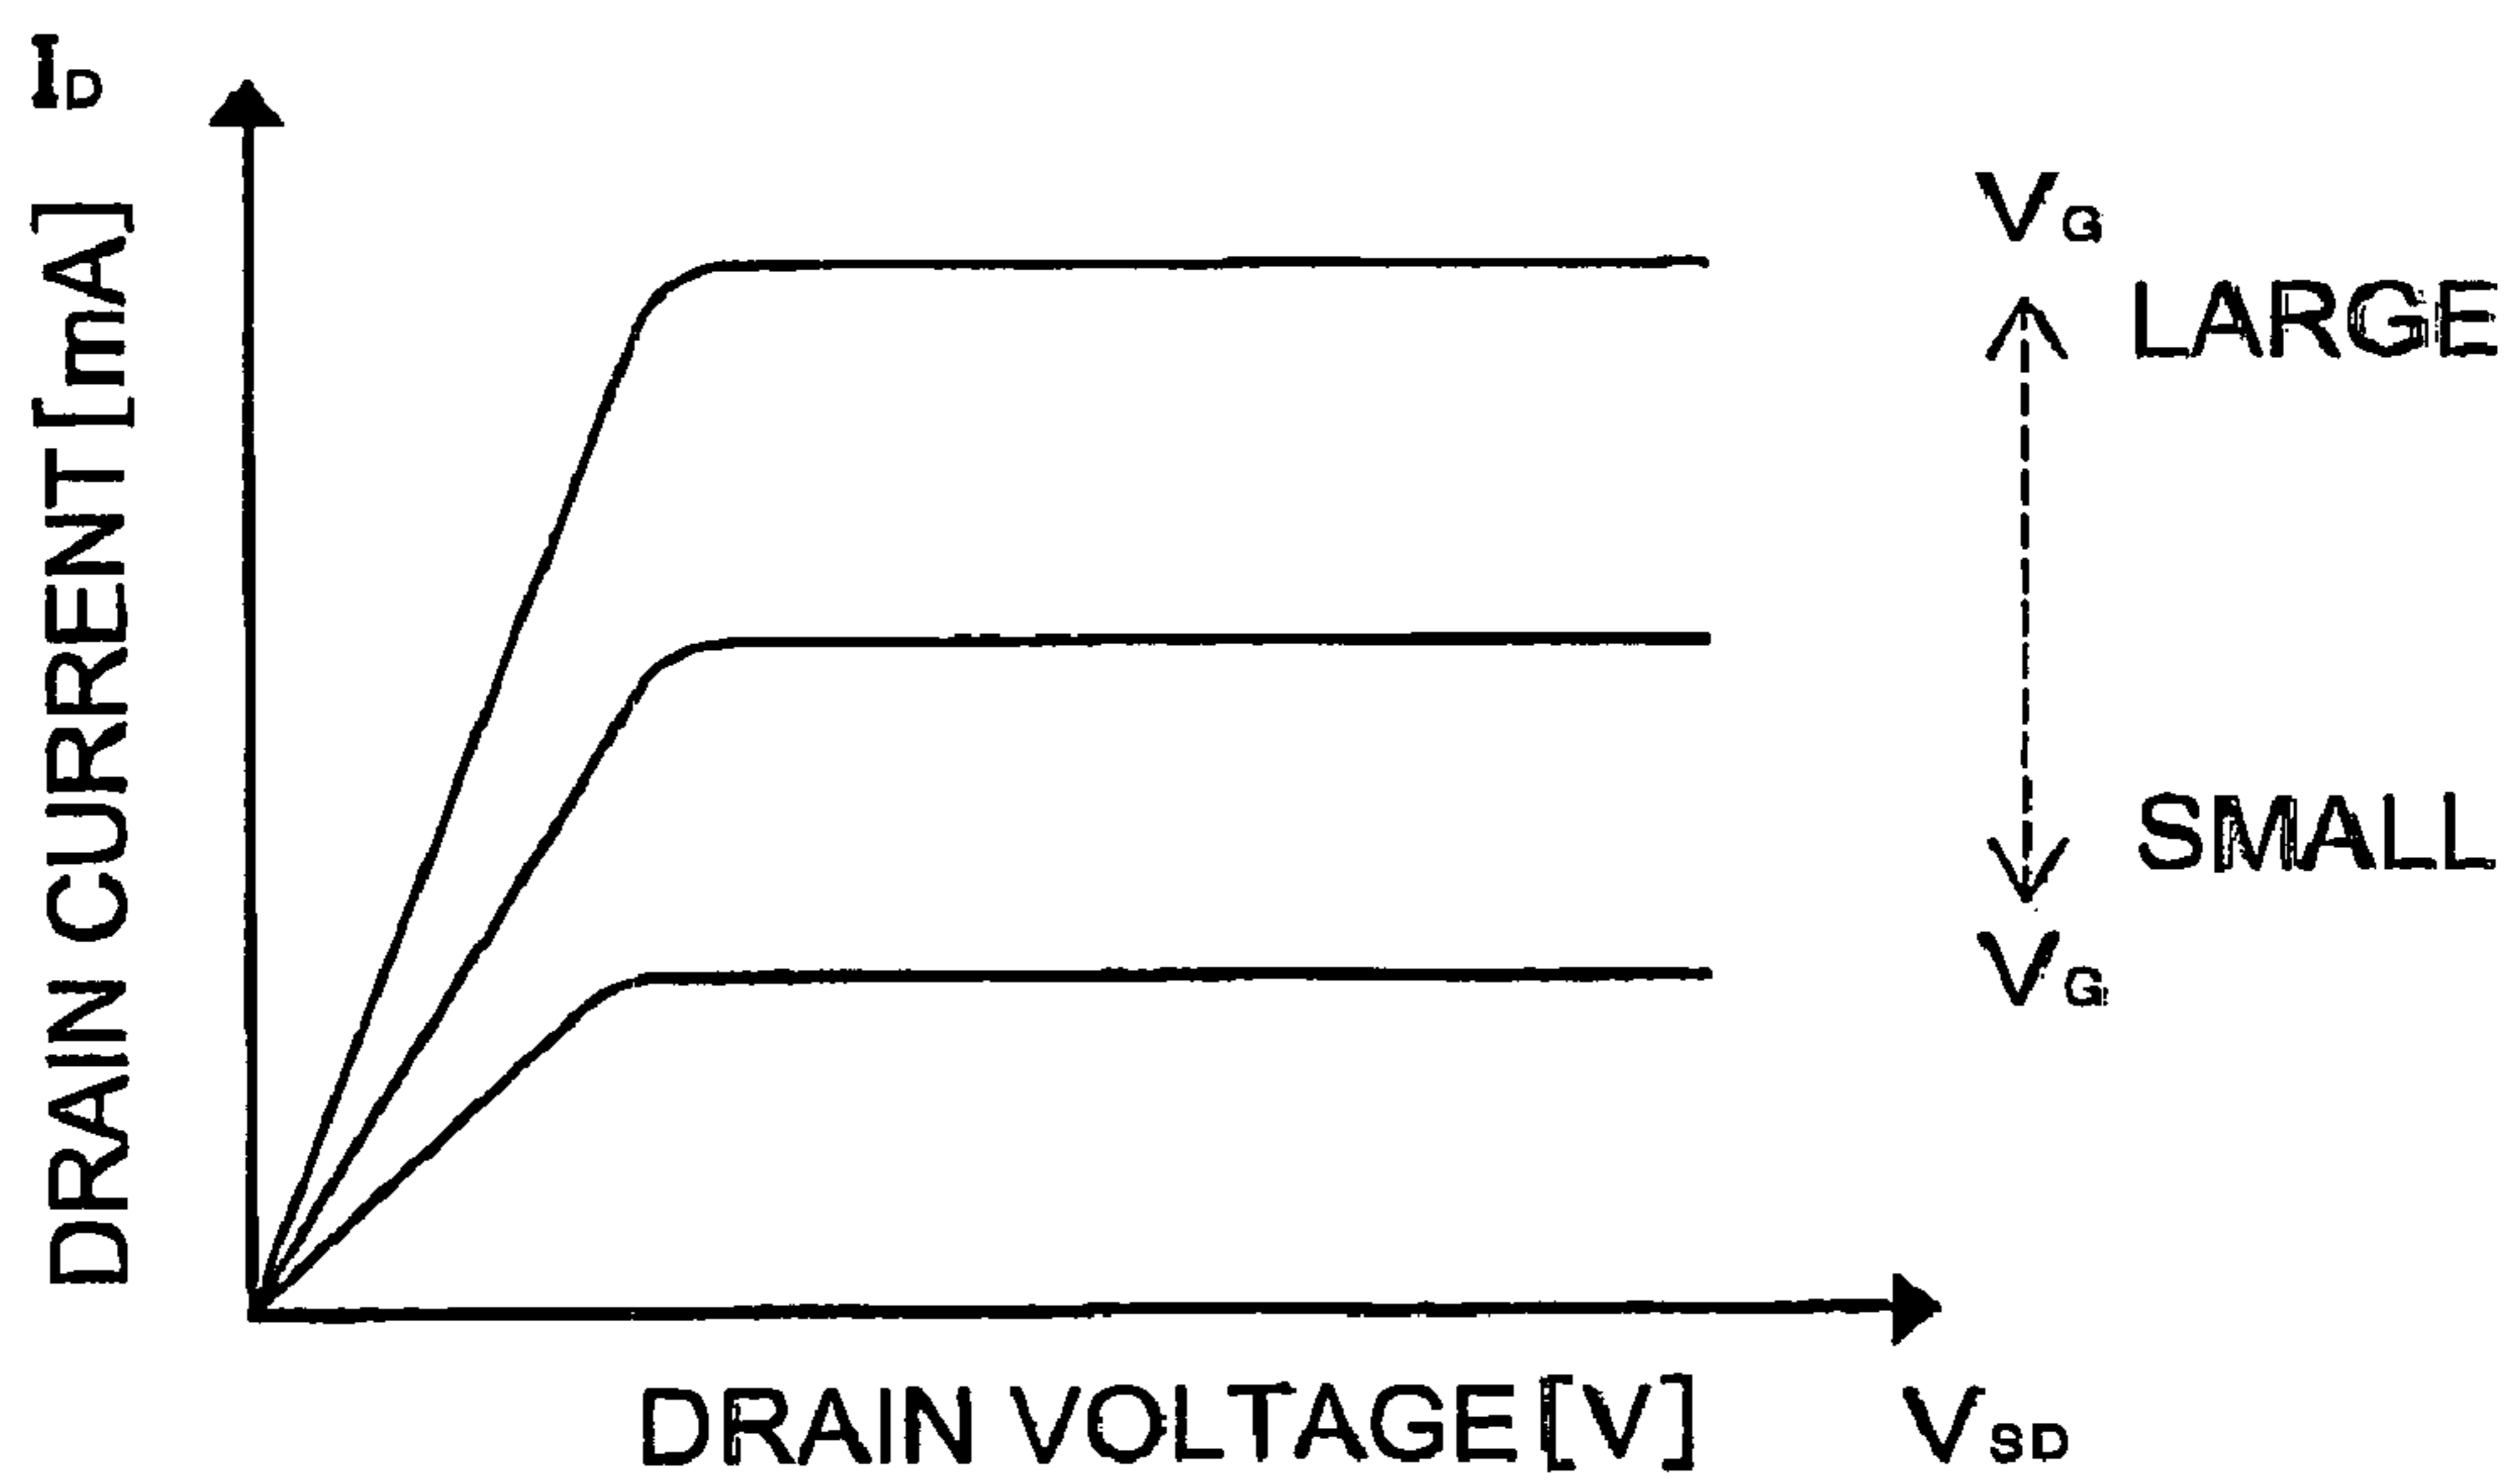 ID
DRAIN CURRENT[mA]
VG
LARGE
SMALL
VG
DRAIN VOLTAGE[V]
VSD